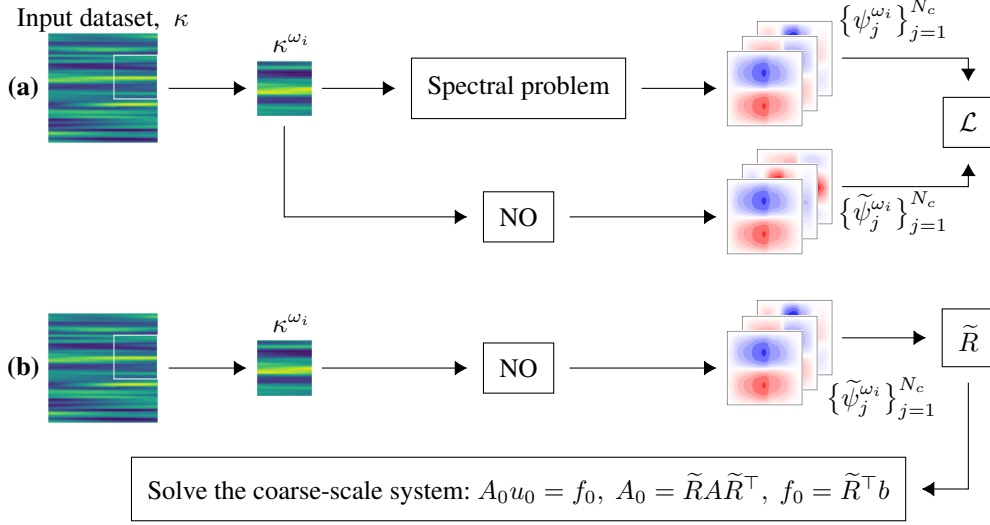 Input dataset, κ
(a)
κ^{ω_i}
Spectral problem
{ψ_j^{ω_i}}_{j=1}^{N_c}
ℒ
NO
{ψ̃_j^{ω_i}}_{j=1}^{N_c}
(b)
κ^{ω_i}
NO
{ψ̃_j^{ω_i}}_{j=1}^{N_c}
R̃
Solve the coarse-scale system: A_0u_0 = f_0, A_0 = R̃AR̃^⊤, f_0 = R̃^⊤b